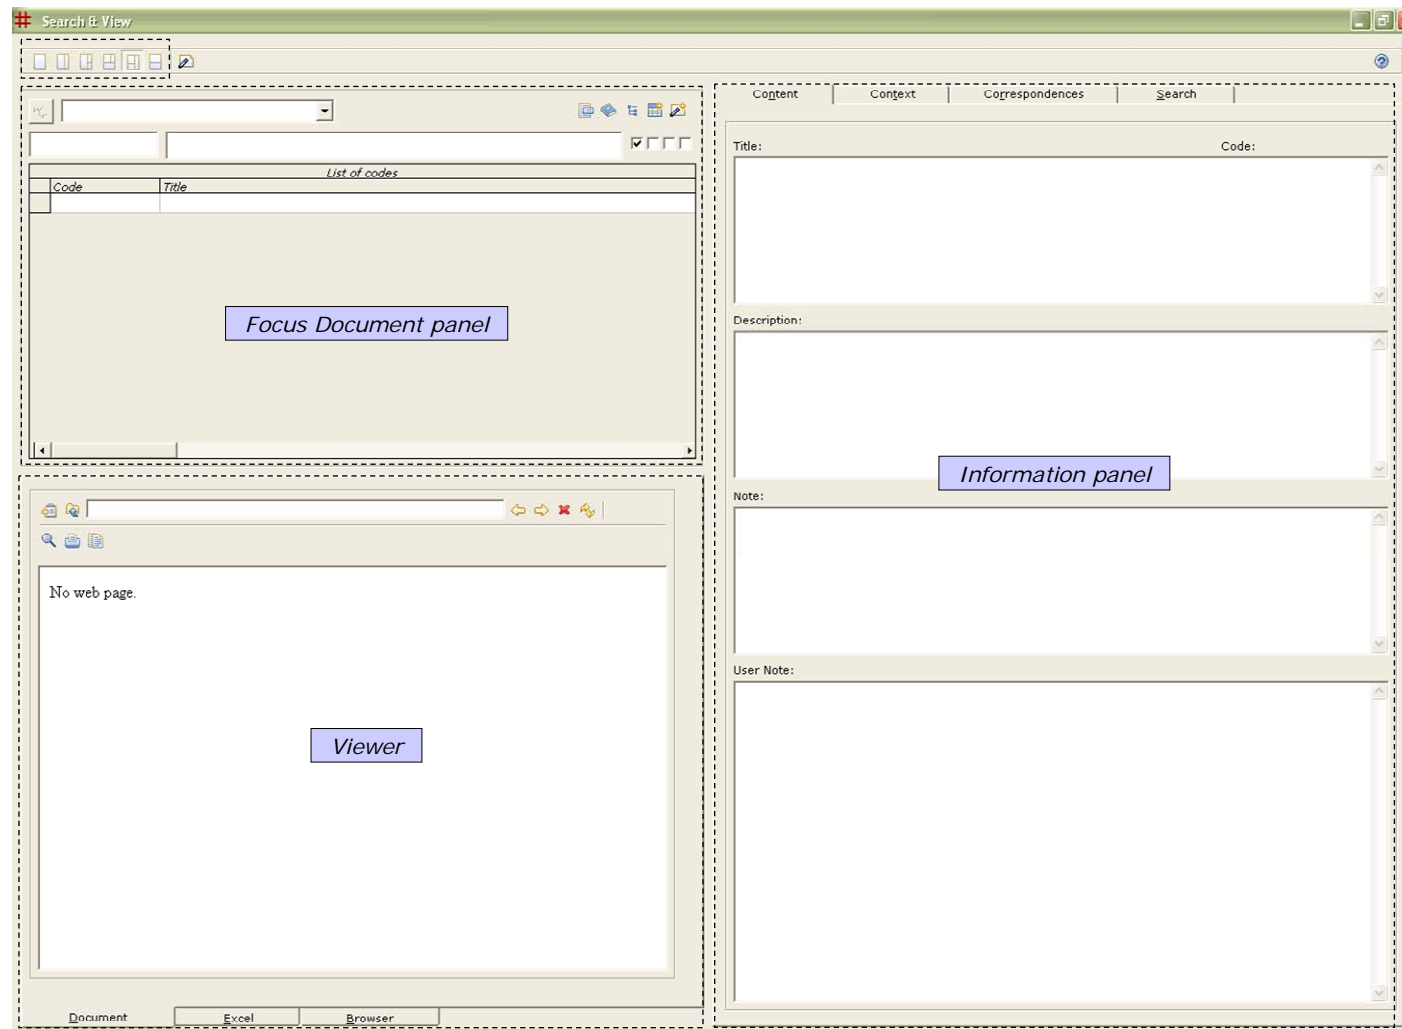 Search & View
List of codes
Code Title
Focus Document panel
No web page.
Viewer
Document Excel Browser
Content Context Correspondences Search
Title: Code:
Description:
Information panel
Note:
User Note: